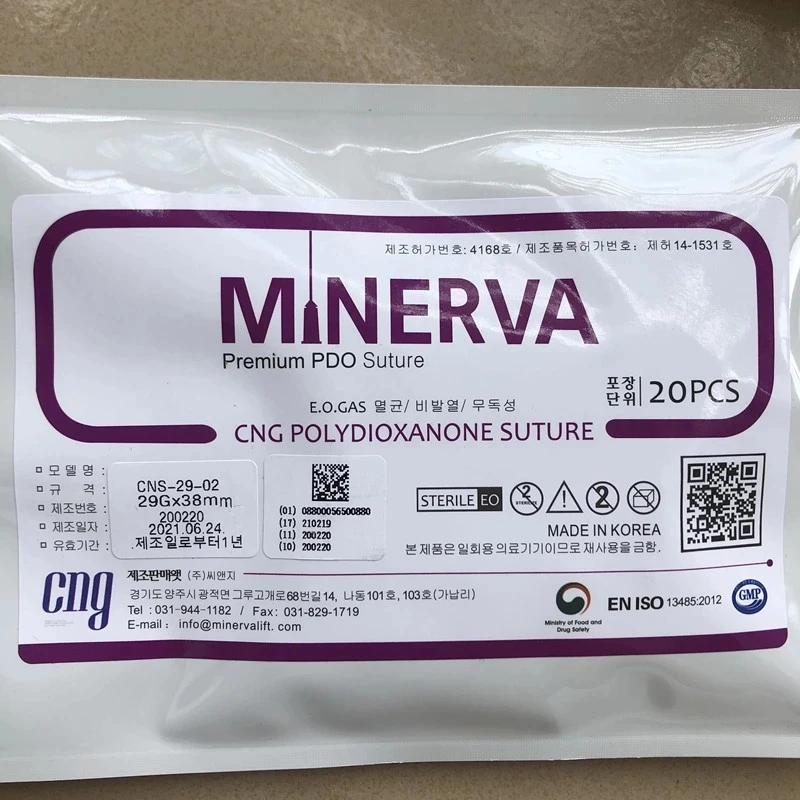 제조허가번호: 4168호 / 제조품목허가번호: 제허 14-1531호
MINERVA
Premium PDO Suture
포장단위 20PCS
E.O.GAS 멸균/ 비발열/ 무독성
CNG POLYDIOXANONE SUTURE
모델명 : CNS-29-02
규 격 : 29Gx38mm
제조번호 : 200220
제조일자 : 2021.06.24.
유효기간 : 제조일로부터1년
(01) 08800056500880
(17) 210219
(11) 200220
(10) 200220
STERILE EO
2 STERILIZE
2
MADE IN KOREA
본 제품은 일회용 의료기기이므로 재사용을 금함.
cng
제조판매엣 (주)씨앤지
경기도 양주시 광적면 그루고개로68번길 14, 나동 101호, 103호 (가납리)
Tel : 031-944-1182 / Fax: 031-829-1719
E-mail : info@minervalift.com
Ministry of Food and
Drug Safety
EN ISO 13485:2012
GMP